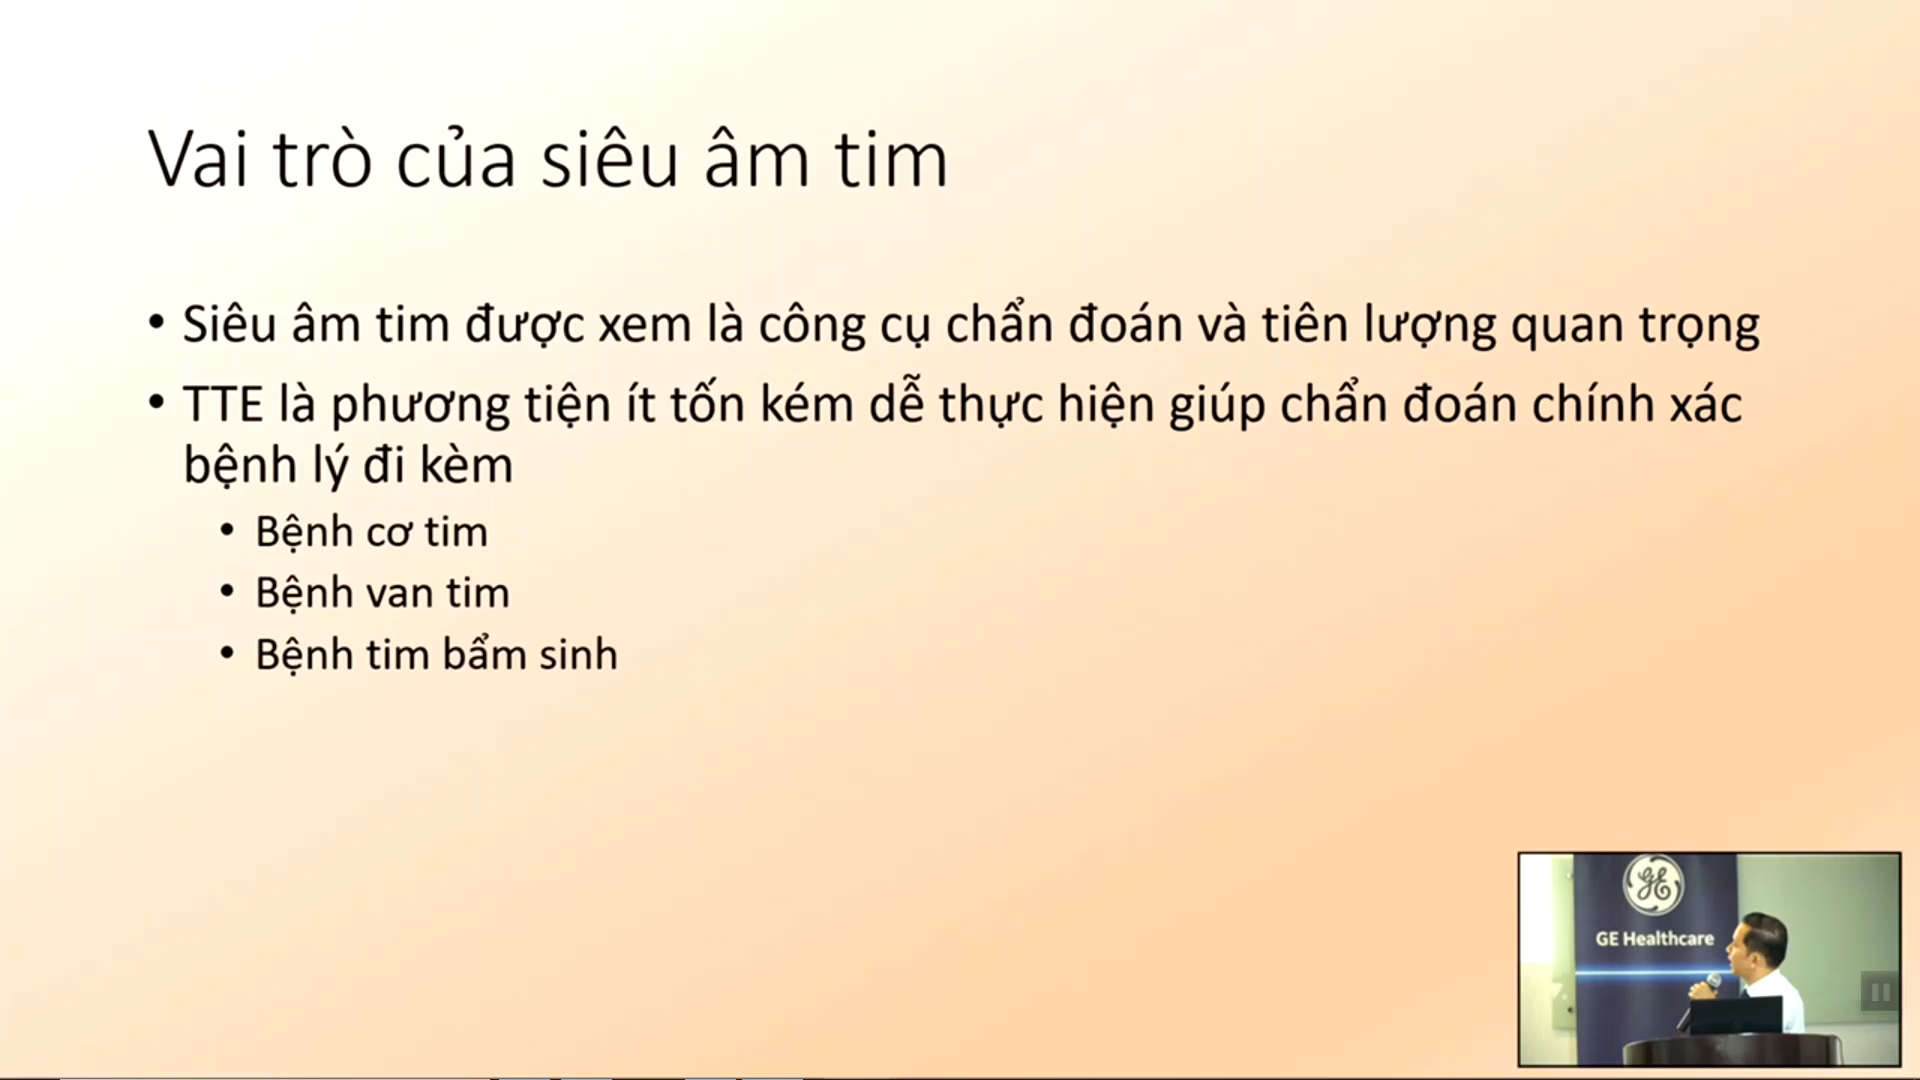 Vai trò của siêu âm tim
• Siêu âm tim được xem là công cụ chẩn đoán và tiên lượng quan trọng
• TTE là phương tiện ít tốn kém dễ thực hiện giúp chẩn đoán chính xác
bệnh lý đi kèm
• Bệnh cơ tim
• Bệnh van tim
• Bệnh tim bẩm sinh
GE
GE Healthcare